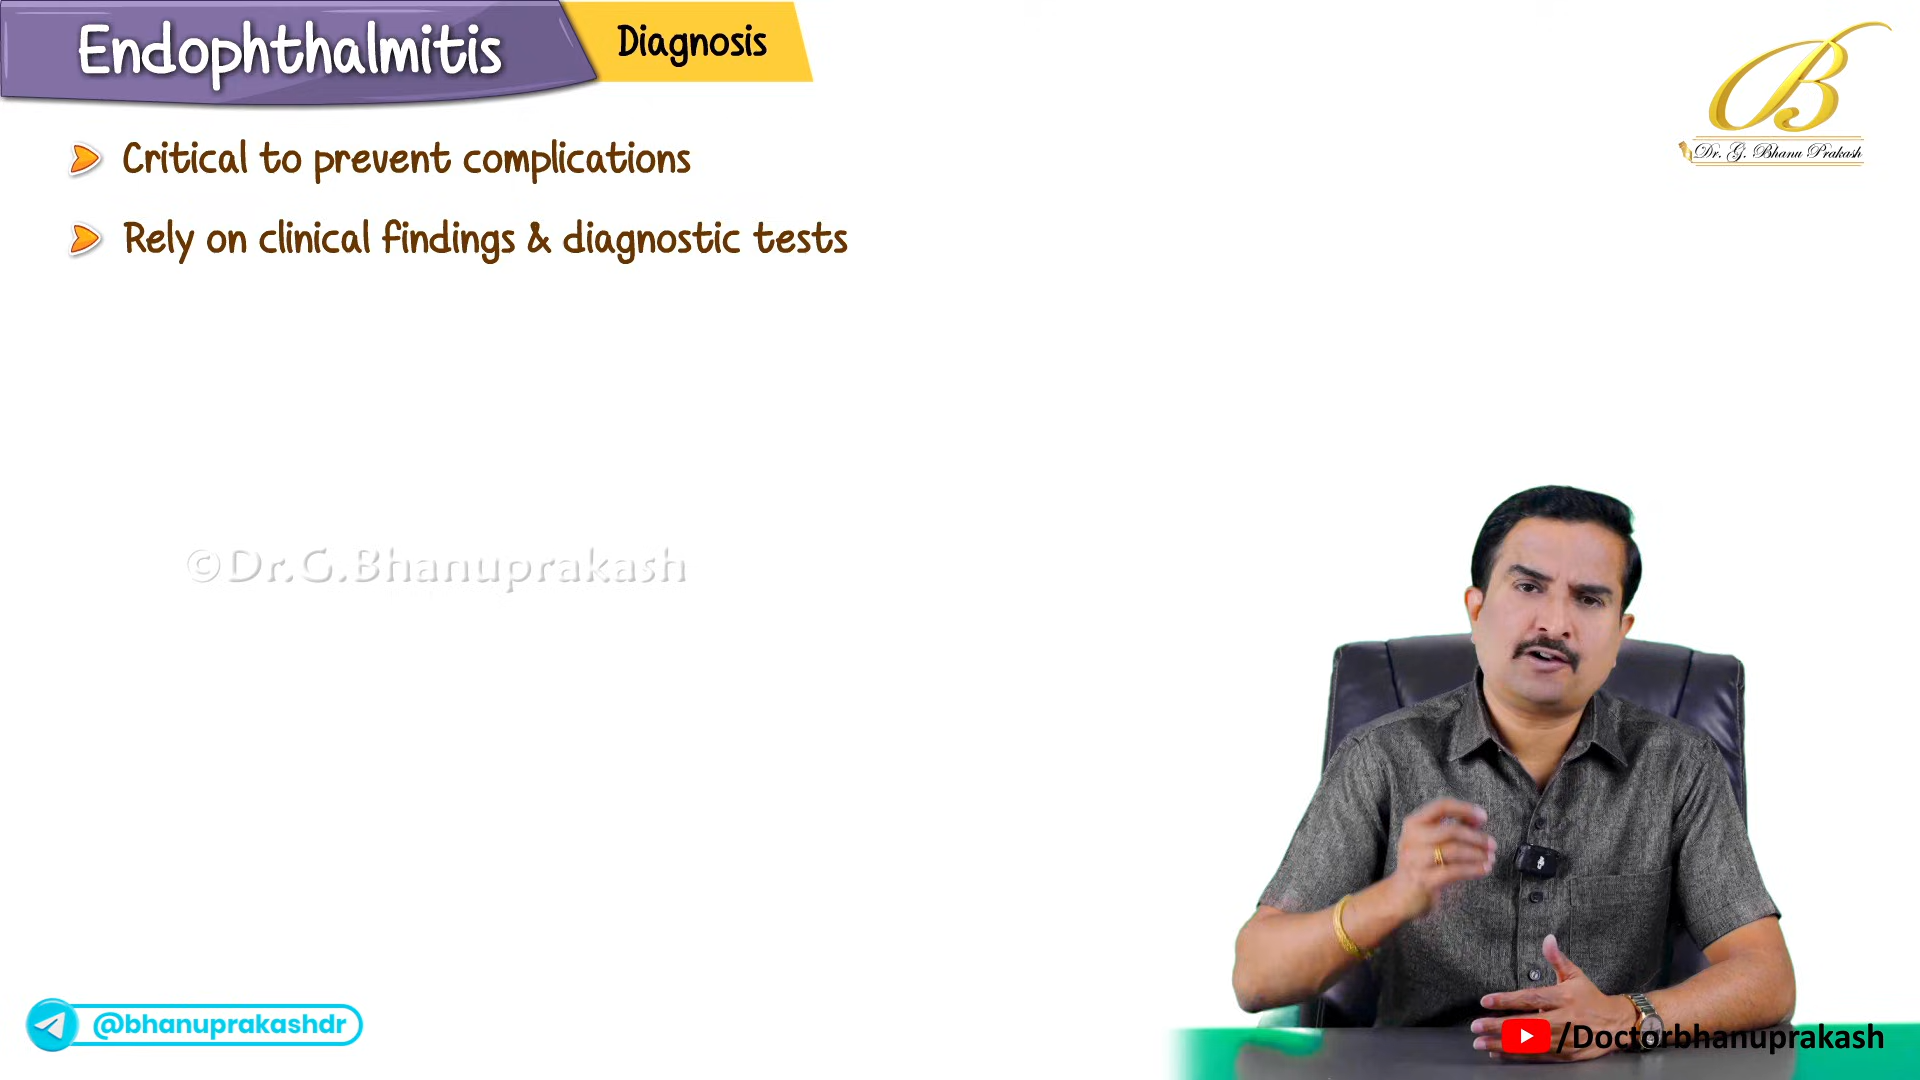 Endophthalmitis
Diagnosis
Dr. G. Bhanu Prakash
Critical to prevent complications
Rely on clinical findings & diagnostic tests
©Dr.G.Bhanuprakash
@bhanuprakashdr
/Doctorbhanuprakash